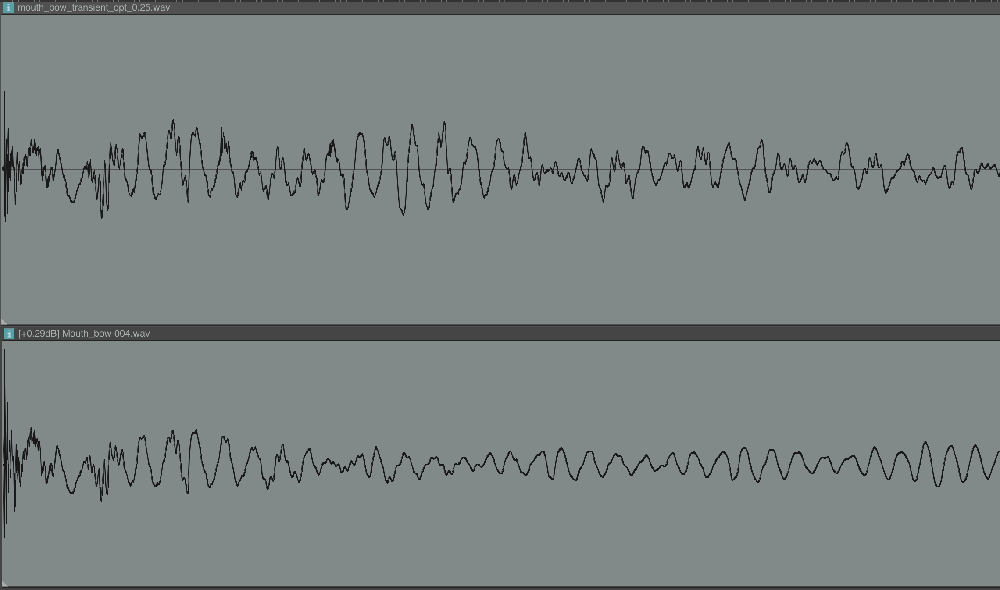 i mouth_bow_transient_opt_0.25.wav
i [+0.29dB] Mouth_bow-004.wav